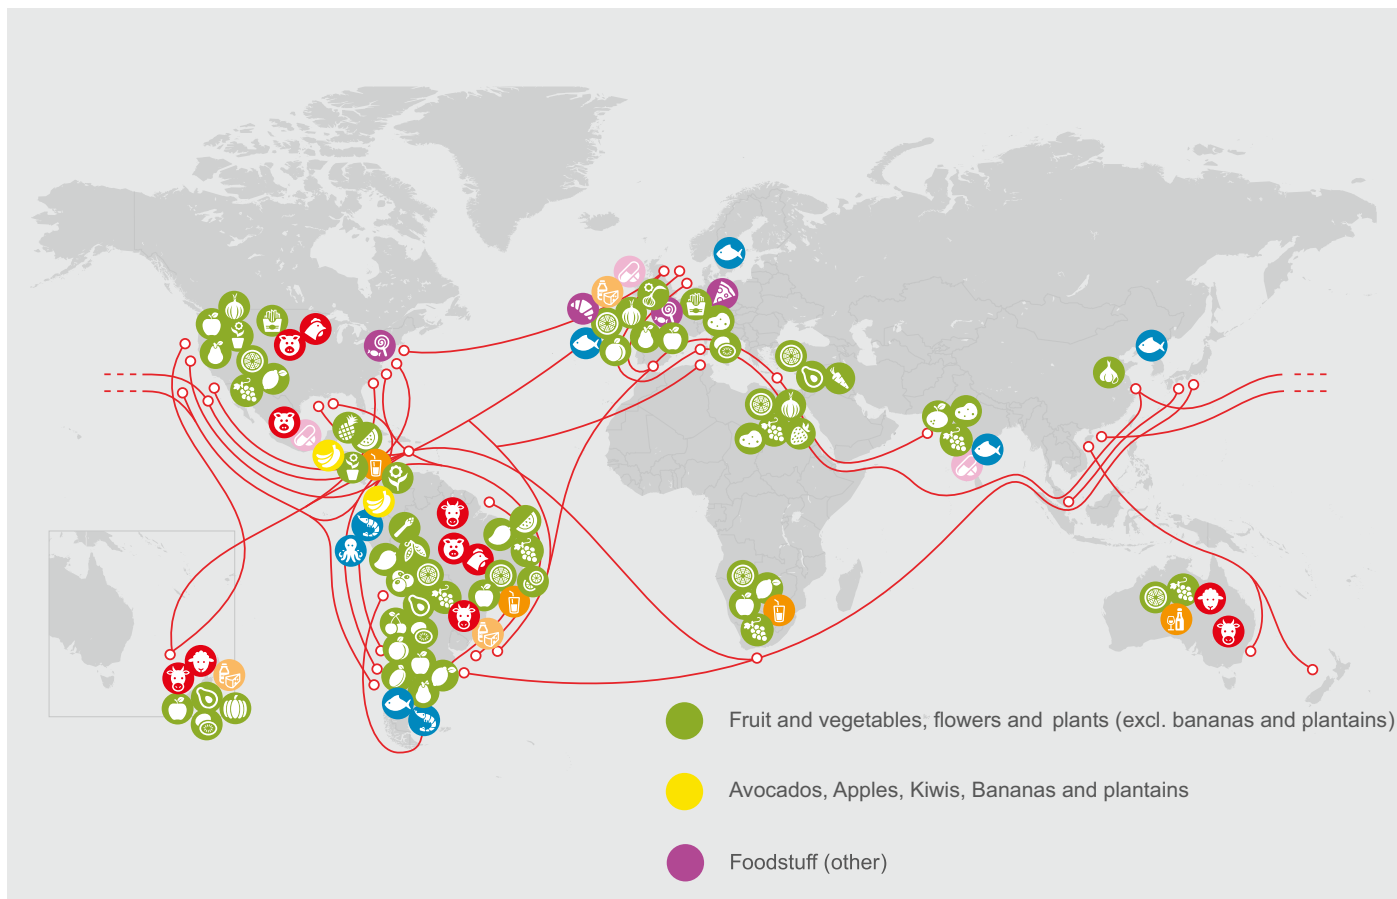 Fruit and vegetables, flowers and plants (excl. bananas and plantains)
Avocados, Apples, Kiwis, Bananas and plantains
Foodstuff (other)